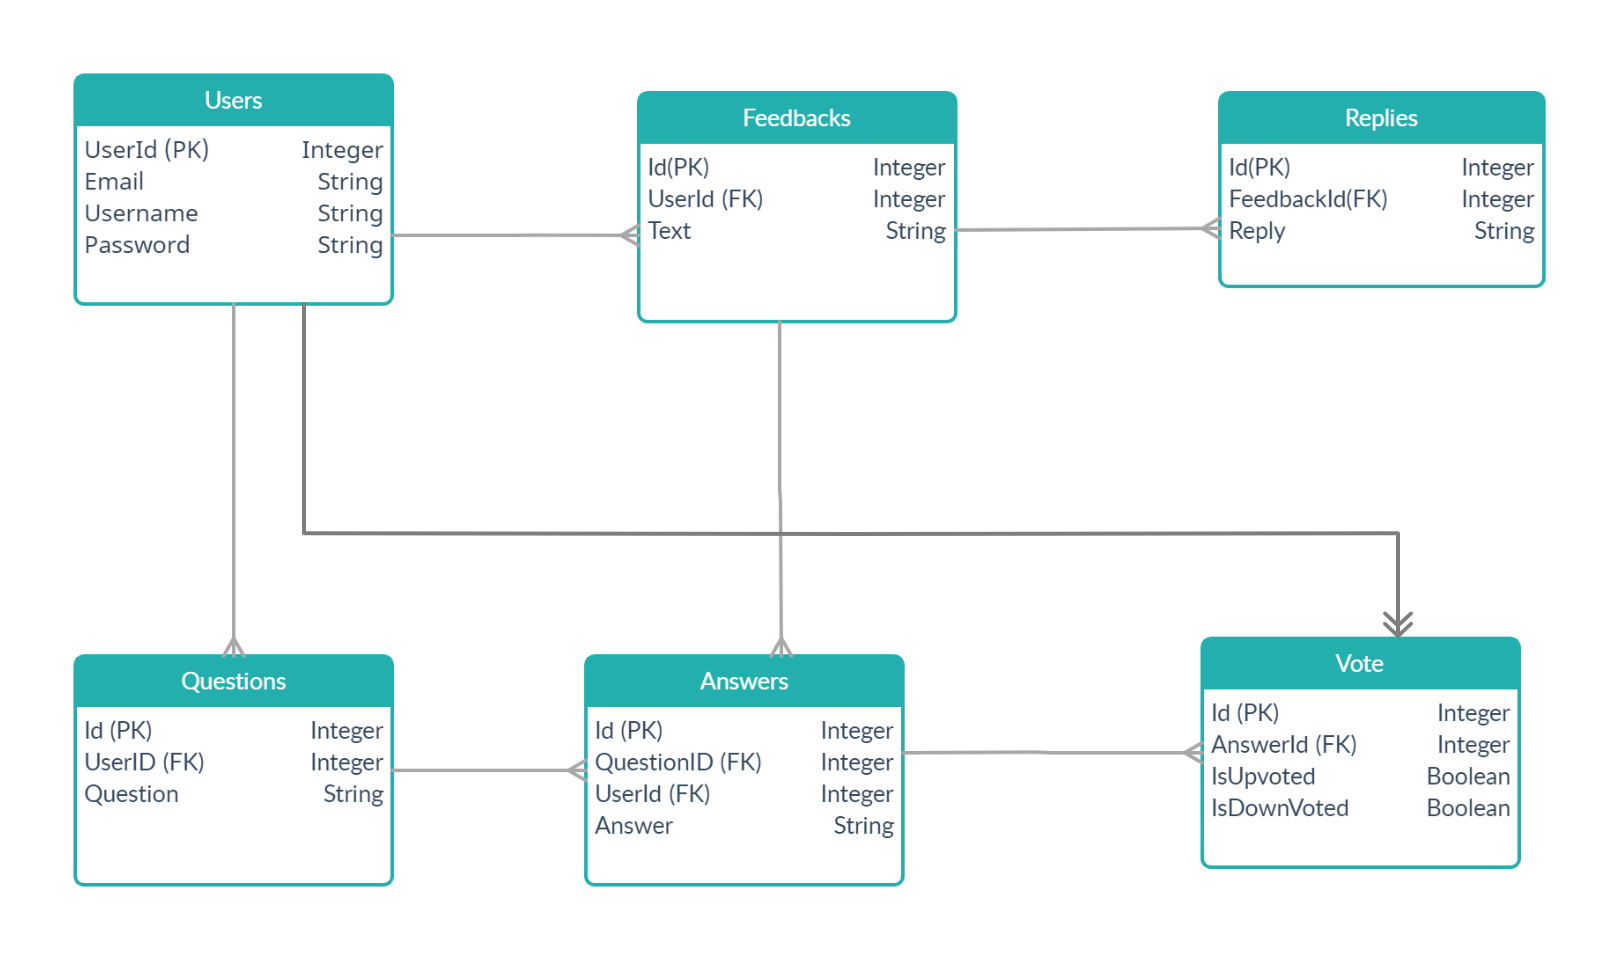 Users
UserId (PK) Integer
Email String
Username String
Password String
Feedbacks
Id(PK) Integer
UserId (FK) Integer
Text String
Replies
Id(PK) Integer
FeedbackId(FK) Integer
Reply String
Questions
Id (PK) Integer
UserID (FK) Integer
Question String
Answers
Id (PK) Integer
QuestionID (FK) Integer
UserId (FK) Integer
Answer String
Vote
Id (PK) Integer
AnswerId (FK) Integer
IsUpvoted Boolean
IsDownVoted Boolean